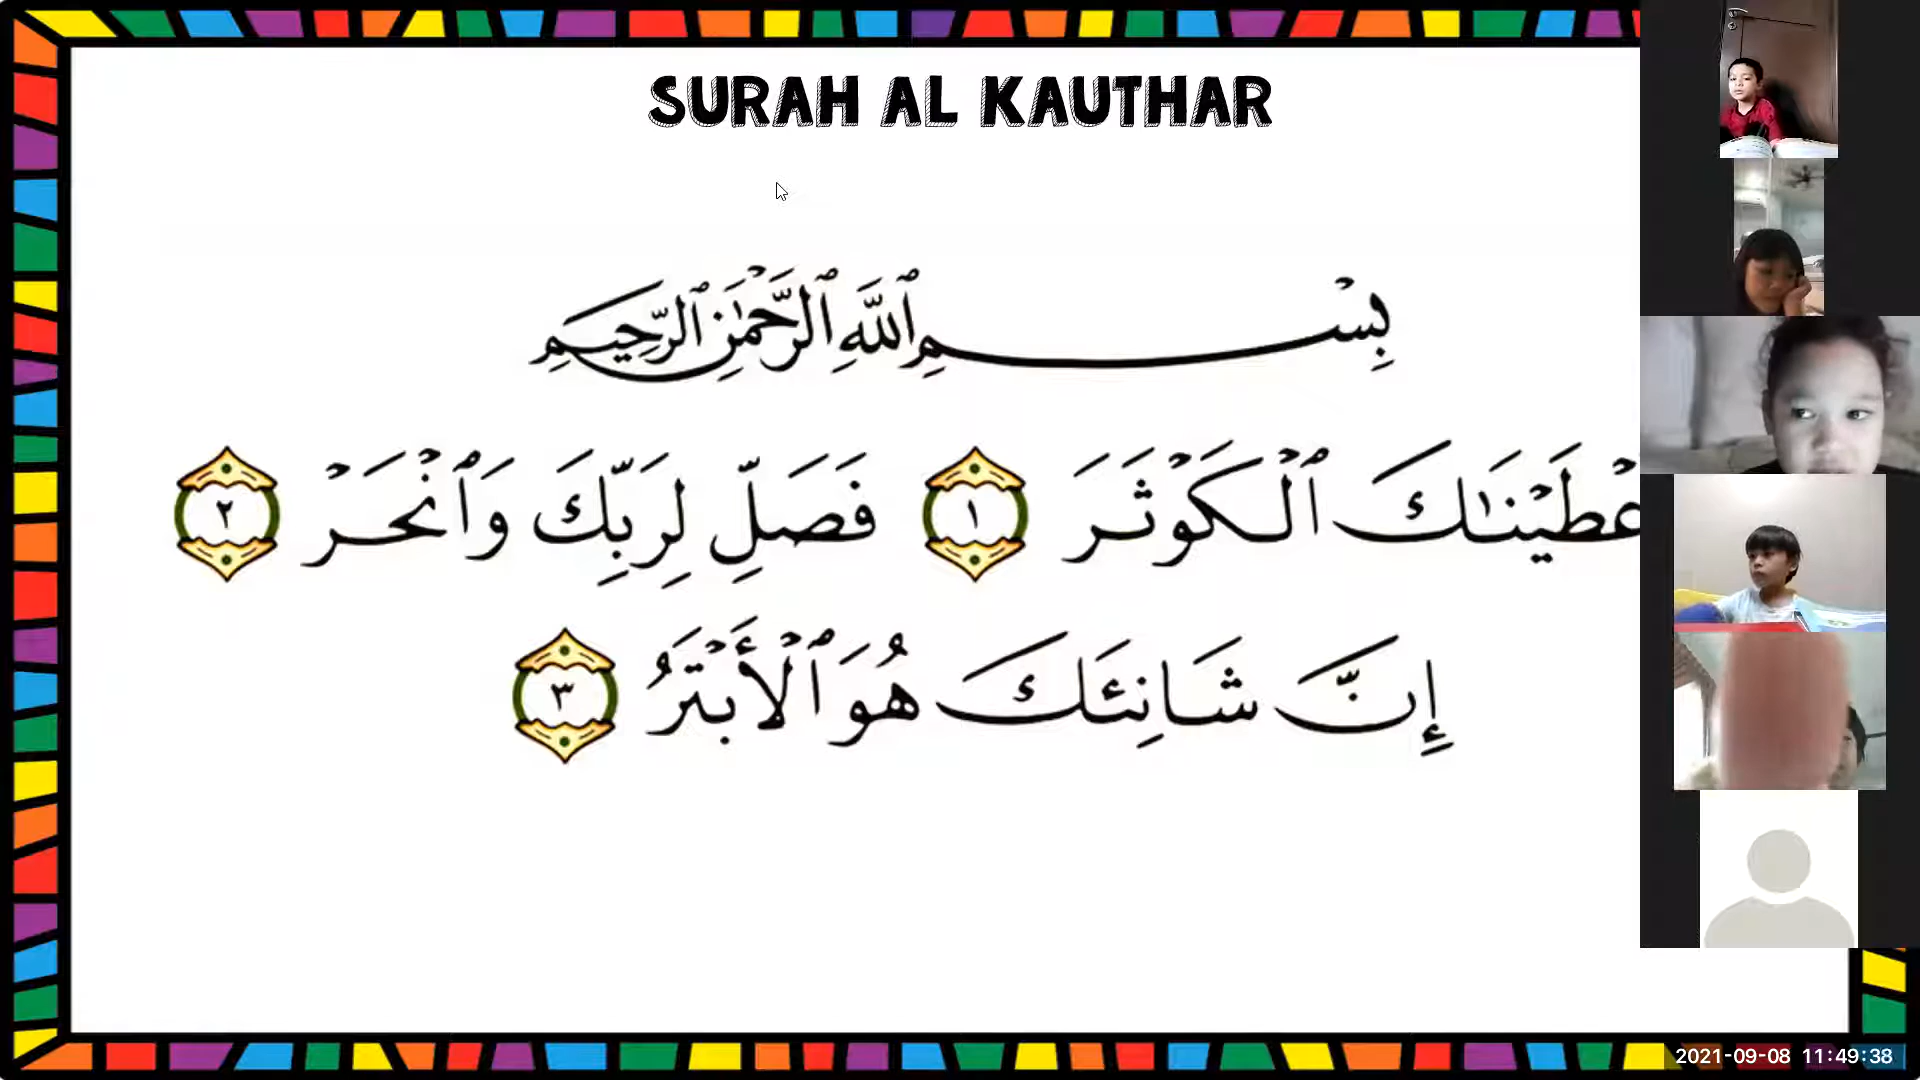 SURAH AL KAUTHAR
بِسْمِ ٱللَّهِ ٱلرَّحْمَٰنِ ٱلرَّحِيمِ
عْطَيْنَٰكَ ٱلْكَوْثَرَ ١ فَصَلِّ لِرَبِّكَ وَٱنْحَرْ ٢
إِنَّ شَانِئَكَ هُوَ ٱلْأَبْتَرُ ٣
2021-09-08 11:49:38